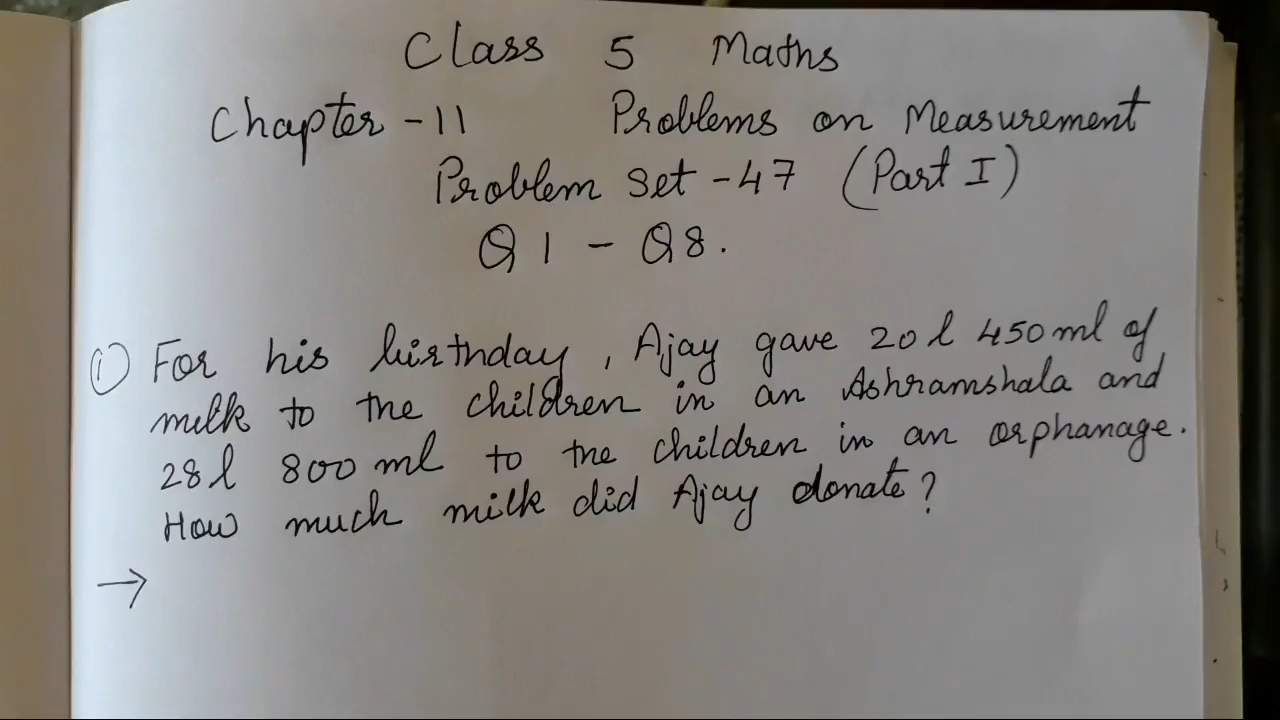 Class 5 Maths
Chapter - 11 Problems on Measurement
Problem Set - 47 (Part I)
Q 1 - Q8.
① For his birthday, Ajay gave 20 l 450 ml of
milk to the children in an Ashramshala and
28 l 800 ml to the children in an orphanage.
How much milk did Ajay donate?
→